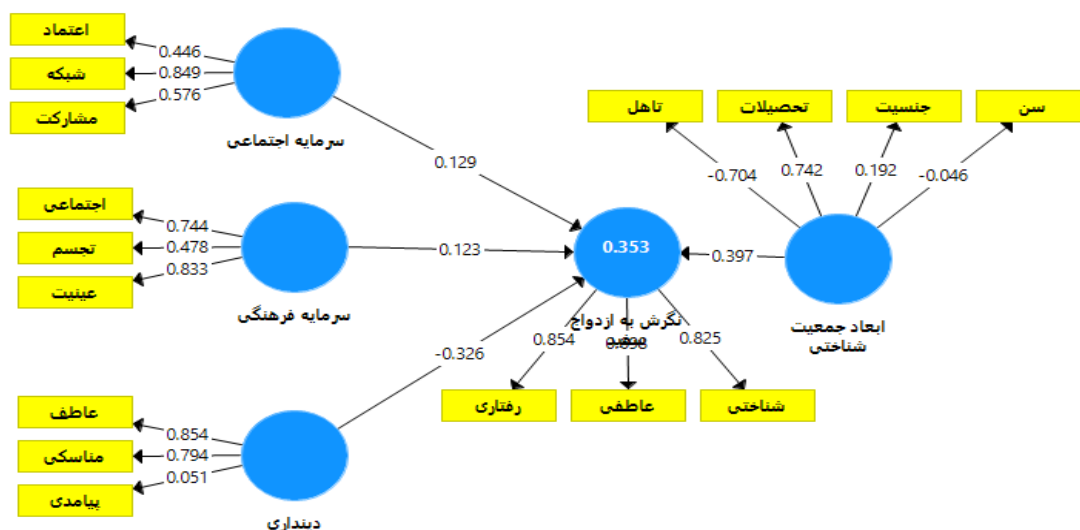 اعتماد
0.446
شبکه
0.849
مشارکت
0.576
سرمایه اجتماعی
0.129
اجتماعی
0.744
تجسم
0.478
عینیت
0.833
سرمایه فرهنگی
0.123
عاطف
0.854
مناسکی
0.794
پیامدی
0.051
دینداری
-0.326
تاهل
تحصیلات
جنسیت
سن
-0.704
0.742
0.192
-0.046
ابعاد جمعیت
شناختی
0.397
0.353
نگرش به ازدواج
0.854
0.825
رفتاری
عاطفی
شناختی